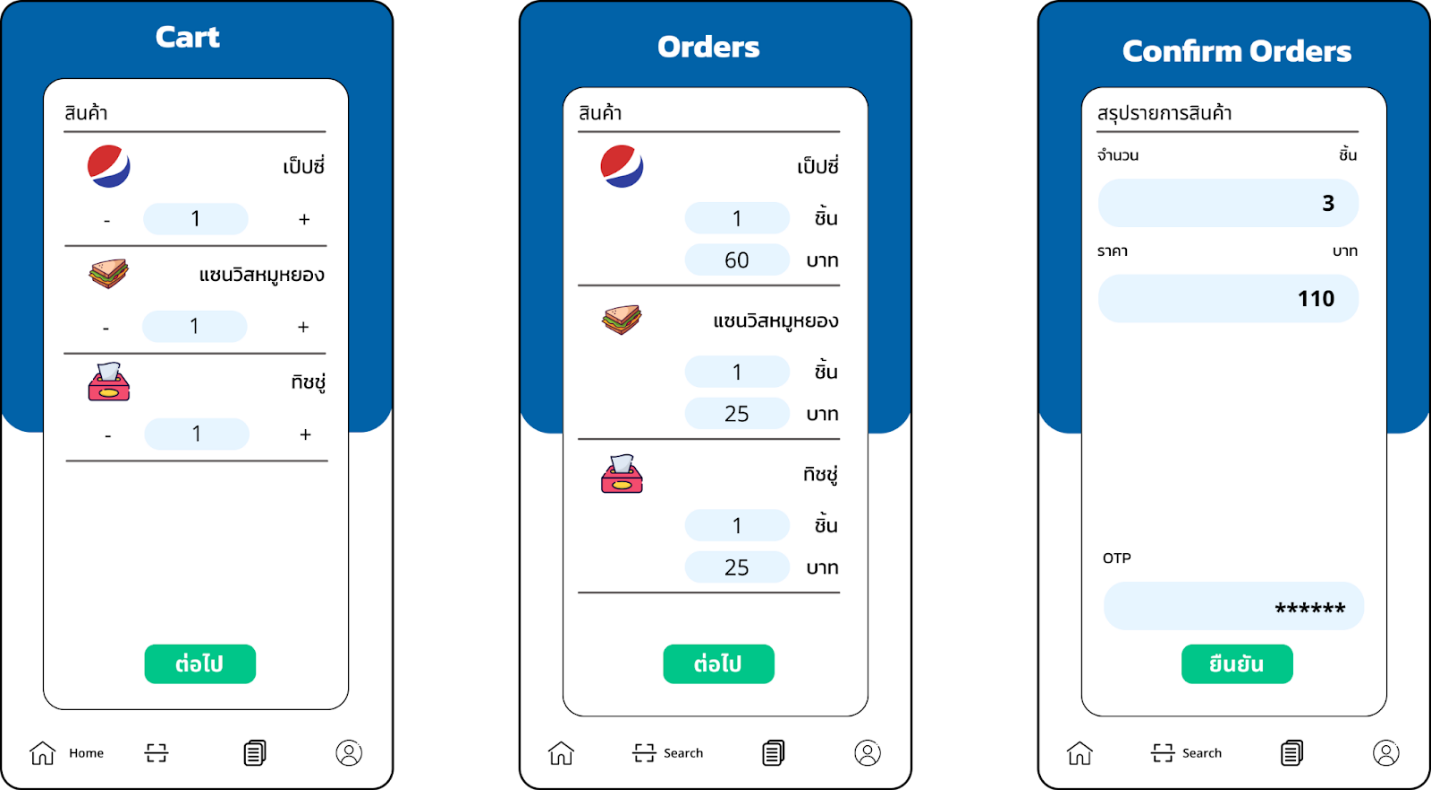 Cart
สินค้า
เป็ปซี่
- 1 +
แซนวิสหมูหยอง
- 1 +
ทิชชู่
- 1 +
ต่อไป
Home
Orders
สินค้า
เป็ปซี่
1 ชิ้น
60 บาท
แซนวิสหมูหยอง
1 ชิ้น
25 บาท
ทิชชู่
1 ชิ้น
25 บาท
ต่อไป
Search
Confirm Orders
สรุปรายการสินค้า
จำนวน ชิ้น
3
ราคา บาท
110
OTP
******
ยืนยัน
Search